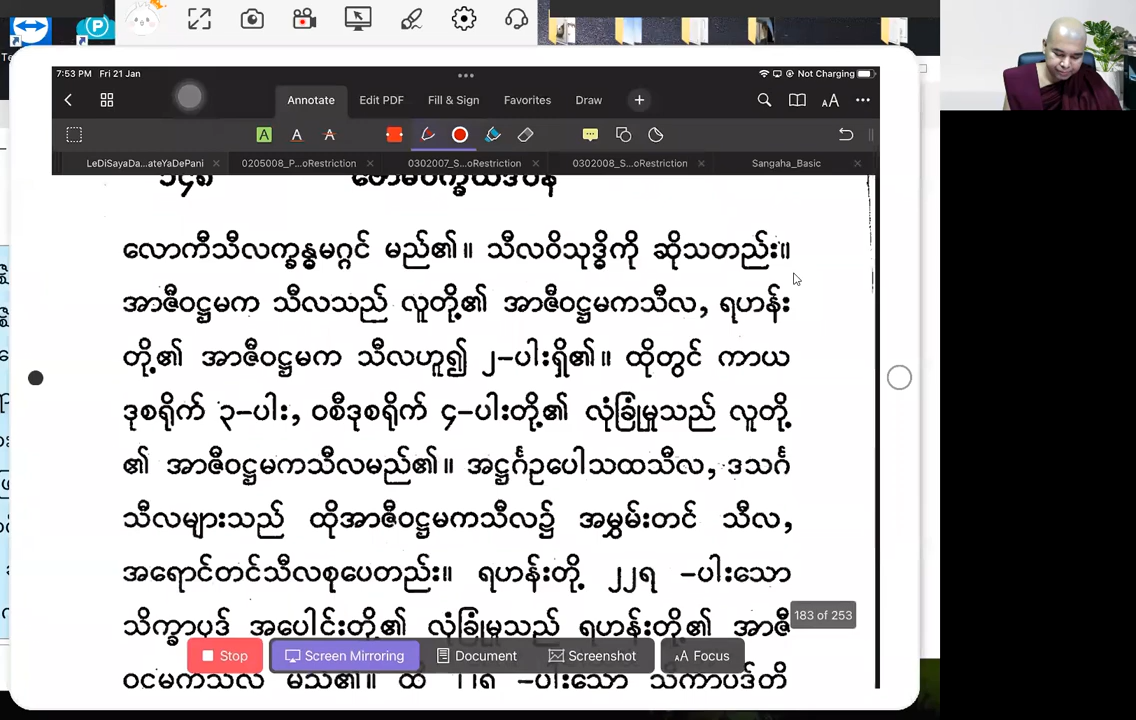 7:53 PM Fri 21 Jan
Not Charging
Annotate Edit PDF Fill & Sign Favorites Draw
LeDiSayaDa...ateYaDePani 0205008_P...oRestriction 0302007_S...oRestriction 0302008_S...oRestriction Sangaha_Basic
လောကီသီလက္ခန္ဓမဂ္ဂင် မည်၏။ သီလဝိသုဒ္ဓိကို ဆိုသတည်း။
အာဇီဝဋ္ဌမက သီလသည် လူတို့၏ အာဇီဝဋ္ဌမကသီလ, ရဟန်း
တို့၏ အာဇီဝဋ္ဌမက သီလဟူ၍ ၂-ပါးရှိ၏။ ထိုတွင် ကာယ
ဒုစရိုက် ၃-ပါး, ဝစီဒုစရိုက် ၄-ပါးတို့၏ လုံခြုံမှုသည် လူတို့
၏ အာဇီဝဋ္ဌမကသီလမည်၏။ အဋ္ဌင်္ဂဥပေါသထသီလ, ဒသင်္ဂ
သီလများသည် ထိုအာဇီဝဋ္ဌမကသီလ၌ အမွှမ်းတင် သီလ,
အရောင်တင်သီလစုပေတည်း။ ရဟန်းတို့ ၂၂၇ -ပါးသော
သိက္ခာပုဒ် အပေါင်းတို့၏ လုံခြုံမှုသည် ရဟန်းတို့၏ အာဇီ
183 of 253
Stop Screen Mirroring Document Screenshot AA Focus